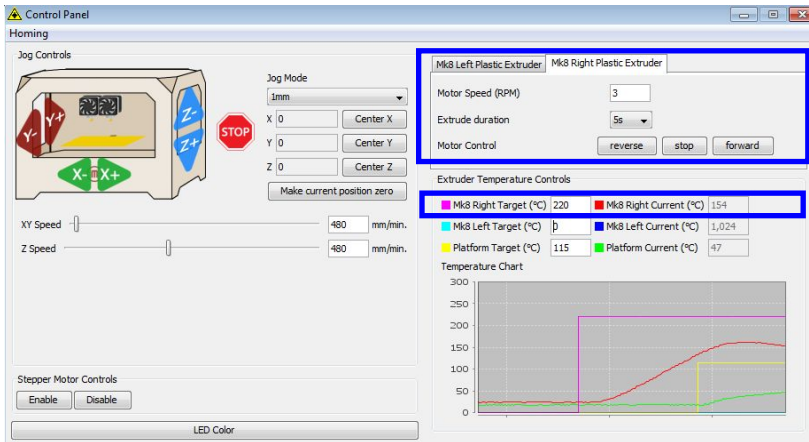 Control Panel
Homing
Jog Controls
Y- Y+
Z-
Z+
X- X+
STOP
Jog Mode
1mm
X 0 Center X
Y 0 Center Y
Z 0 Center Z
Make current position zero
XY Speed 480 mm/min.
Z Speed 480 mm/min.
Stepper Motor Controls
Enable Disable
LED Color
Mk8 Left Plastic Extruder Mk8 Right Plastic Extruder
Motor Speed (RPM) 3
Extrude duration 5s
Motor Control reverse stop forward
Extruder Temperature Controls
Mk8 Right Target (°C) 220 Mk8 Right Current (°C) 154
Mk8 Left Target (°C) 0 Mk8 Left Current (°C) 1,024
Platform Target (°C) 115 Platform Current (°C) 47
Temperature Chart
300
250
200
150
100
50
0